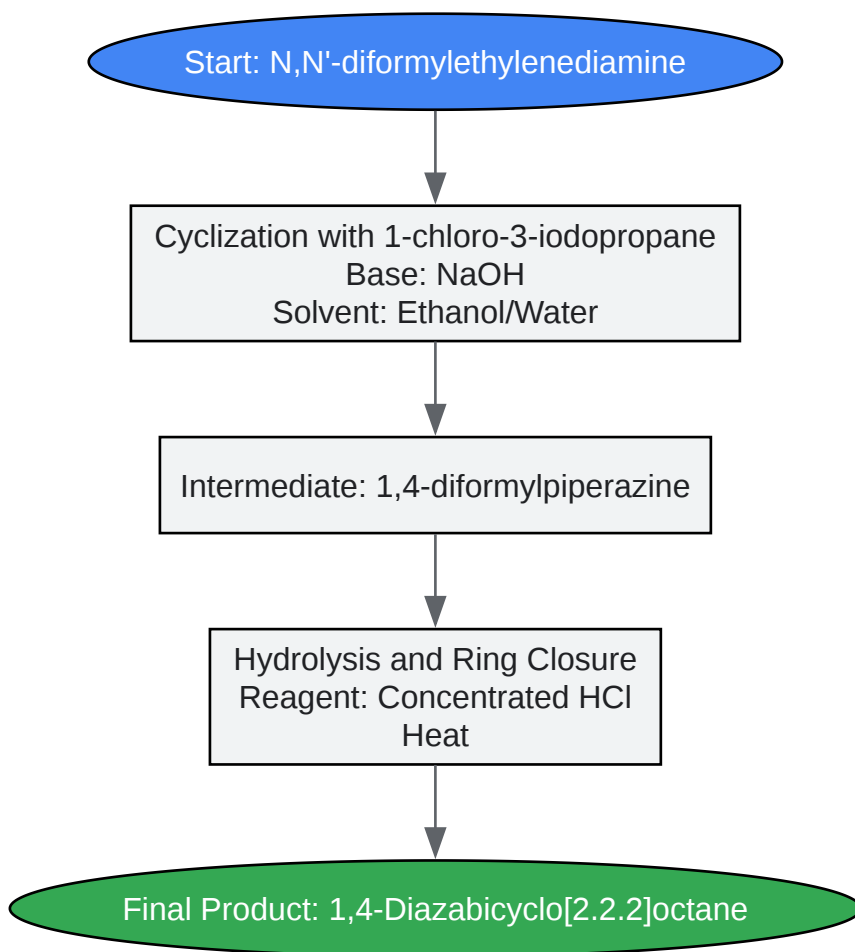 Start: N,N'-diformylethylenediamine
Cyclization with 1-chloro-3-iodopropane
Base: NaOH
Solvent: Ethanol/Water
Intermediate: 1,4-diformylpiperazine
Hydrolysis and Ring Closure
Reagent: Concentrated HCl
Heat
Final Product: 1,4-Diazabicyclo[2.2.2]octane